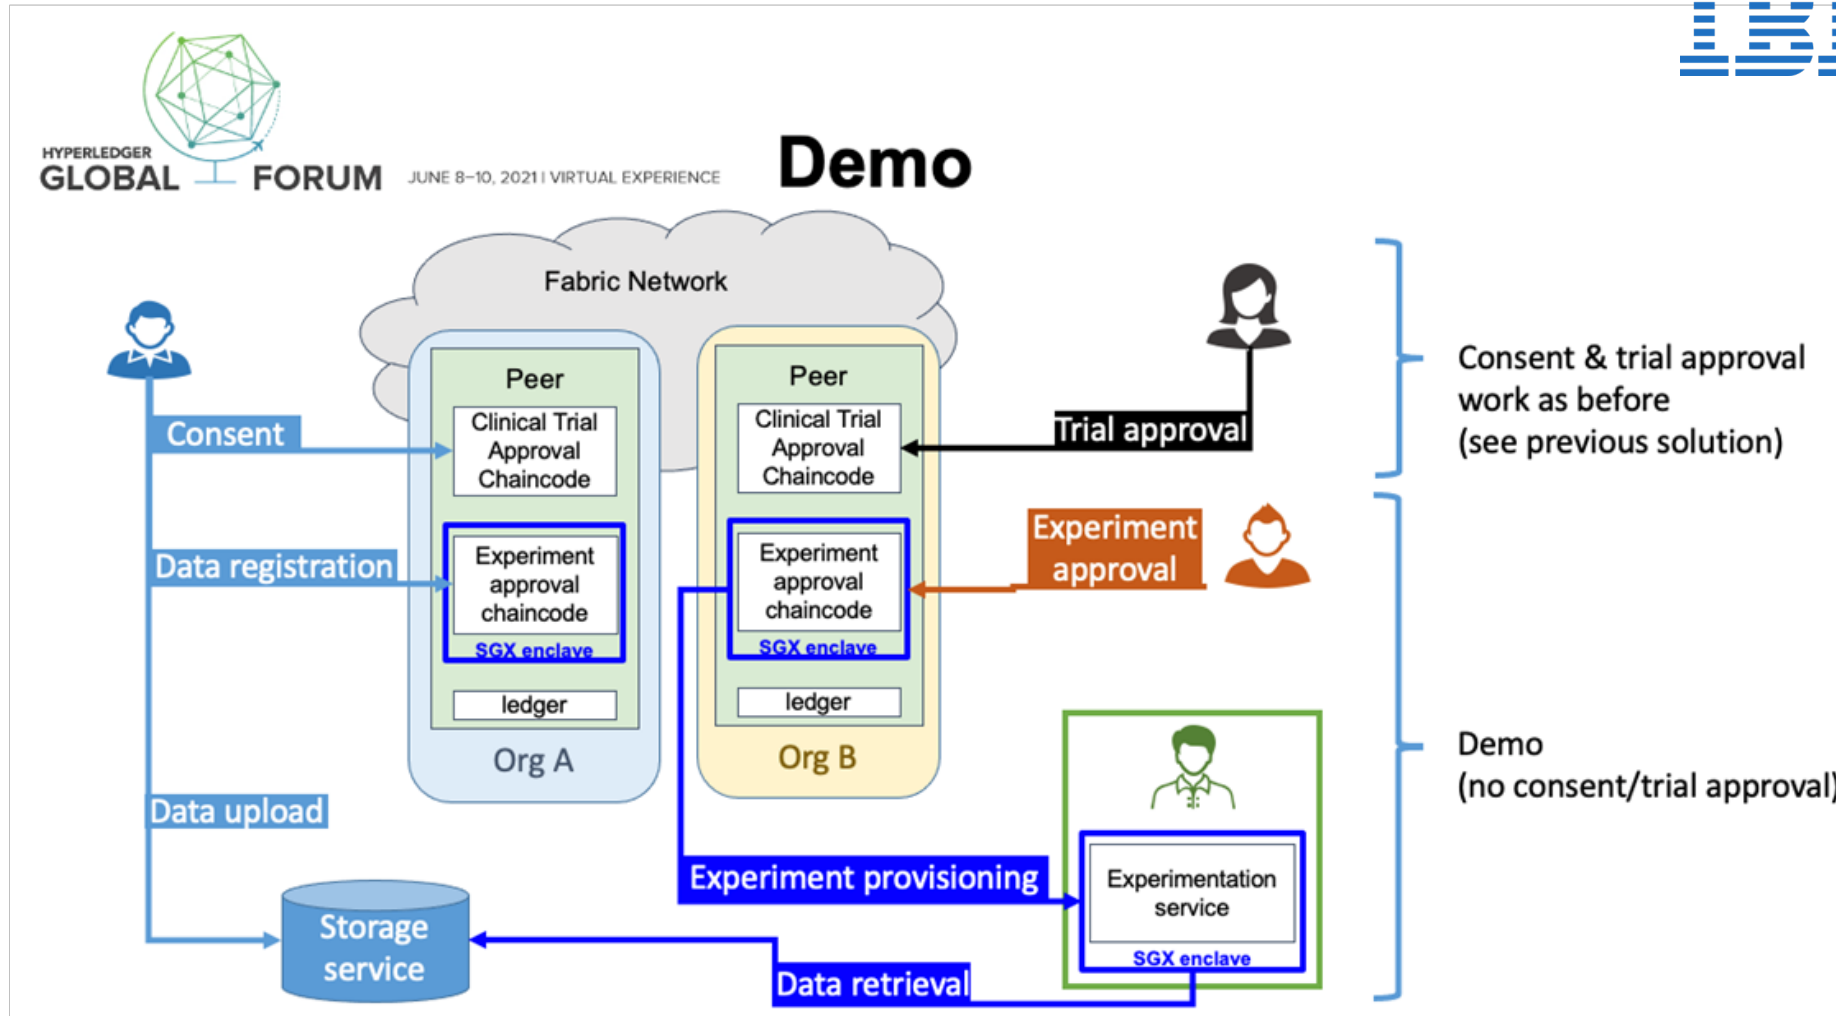 IBM
HYPERLEDGER
GLOBAL FORUM
JUNE 8–10, 2021 | VIRTUAL EXPERIENCE
Demo
Fabric Network
Peer
Clinical Trial
Approval
Chaincode
Experiment
approval
chaincode
SGX enclave
ledger
Org A
Peer
Clinical Trial
Approval
Chaincode
Experiment
approval
chaincode
SGX enclave
ledger
Org B
Consent
Data registration
Data upload
Storage
service
Trial approval
Experiment
approval
Experiment provisioning
Data retrieval
Experimentation
service
SGX enclave
Consent & trial approval
work as before
(see previous solution)
Demo
(no consent/trial approval)